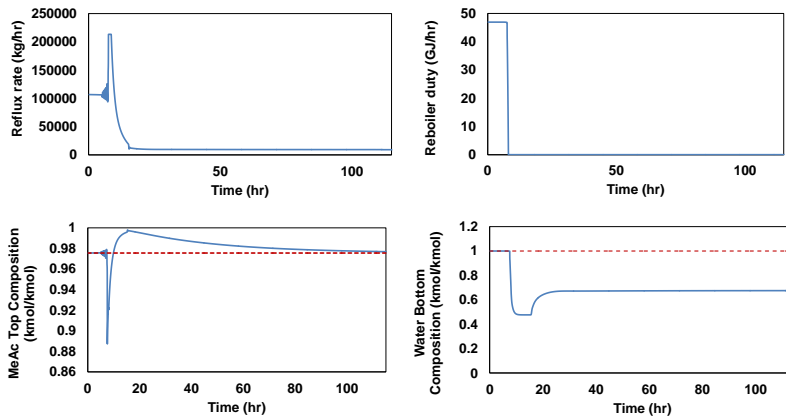 250000
200000
150000
100000
50000
0
Reflux rate (kg/hr)
0 50 100
Time (hr)
50
40
30
20
10
0
Reboiler duty (GJ/hr)
0 50 100
Time (hr)
1
0.98
0.96
0.94
0.92
0.9
0.88
0.86
MeAc Top Composition
(kmol/kmol)
0 20 40 60 80 100
Time (hr)
1.2
1
0.8
0.6
0.4
0.2
0
Water Bottom
Composition (kmol/kmol)
0 20 40 60 80 100
Time (hr)